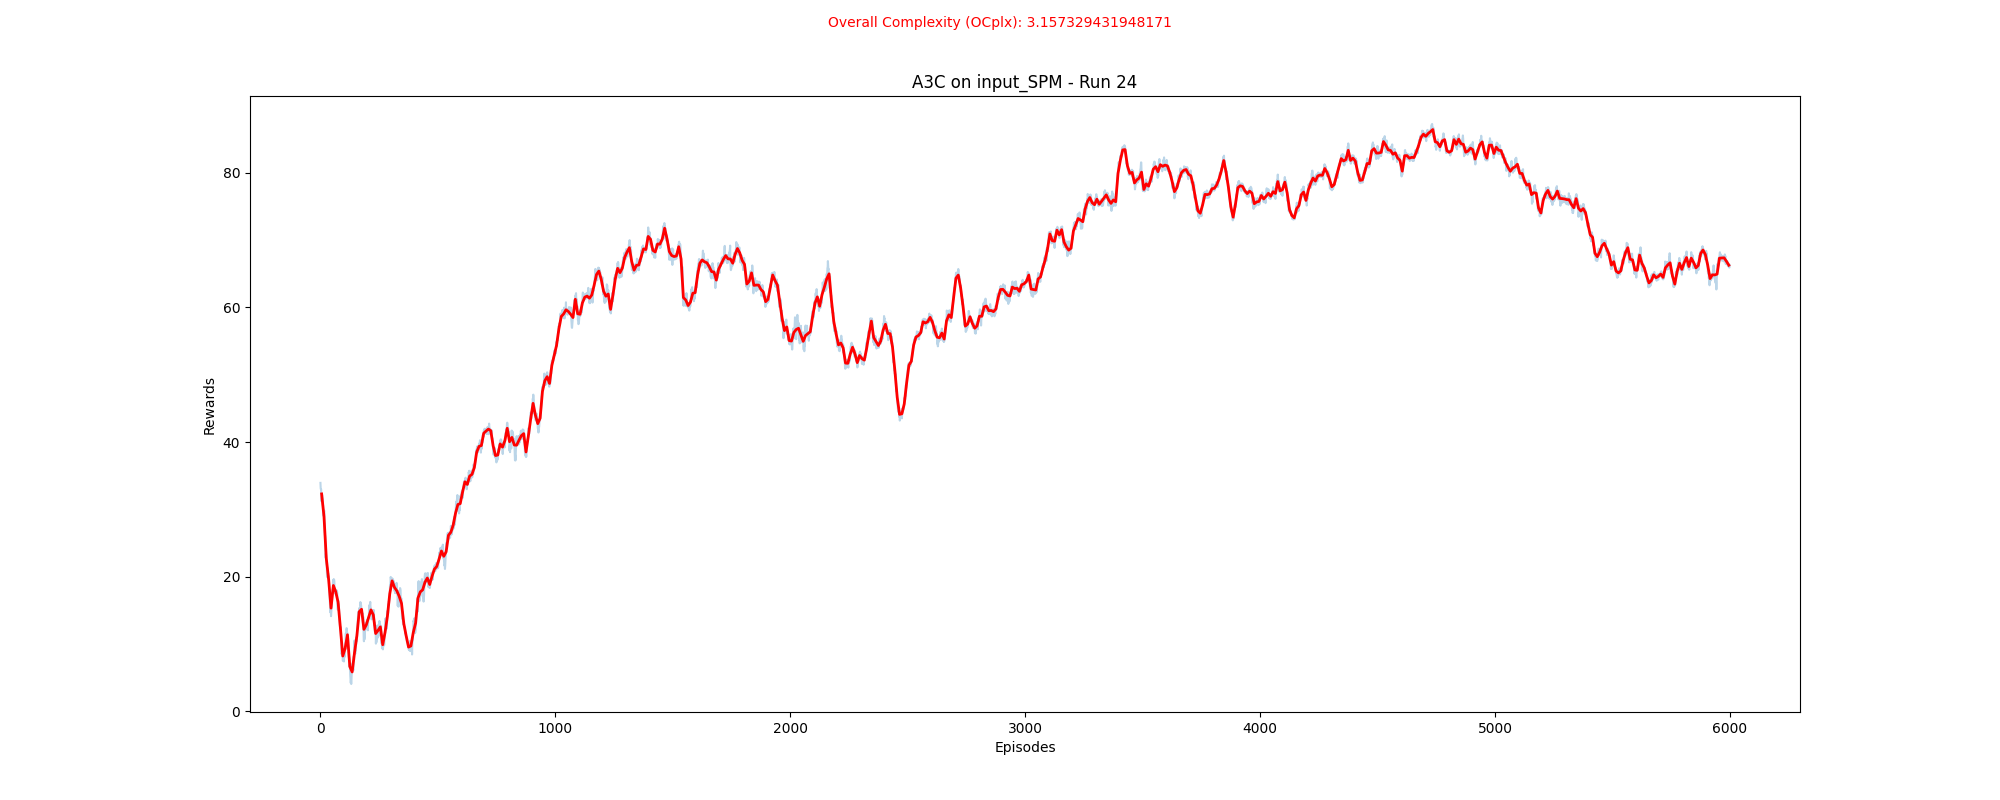 Overall Complexity (OCplx): 3.157329431948171
A3C on input_SPM - Run 24
Rewards
80
60
40
20
0
0 1000 2000 3000 4000 5000 6000
Episodes